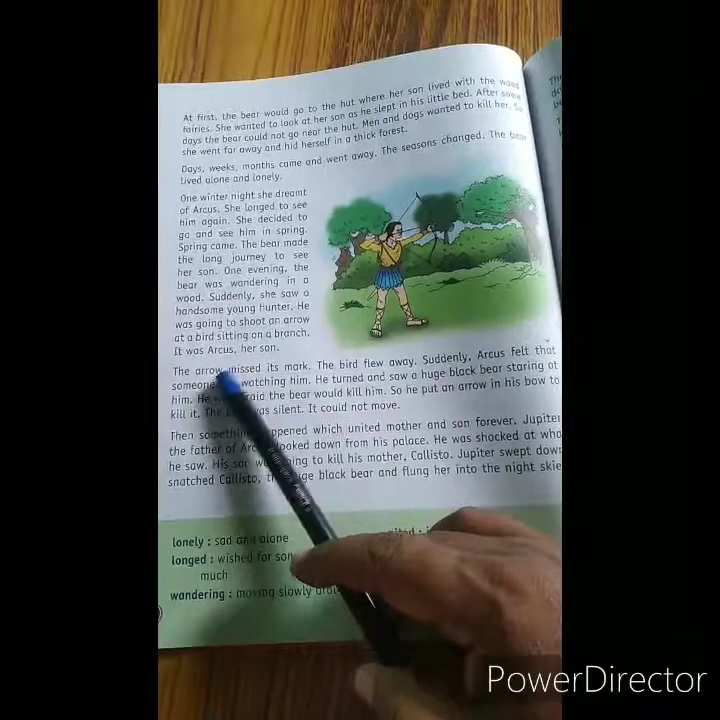 At first, the bear would go to the hut where her son lived with the wood
fairies. She wanted to look at her son as he slept in his little bed. After some
days the bear could not go near the hut. Men and dogs wanted to kill her. So
she went far away and hid herself in a thick forest.
Days, weeks, months came and went away. The seasons changed. The bear
lived alone and lonely.
One winter night she dreamt
of Arcus. She longed to see
him again. She decided to
go and see him in spring.
Spring came. The bear made
the long journey to see
her son. One evening, the
bear was wandering in a
wood. Suddenly, she saw a
handsome young hunter. He
was going to shoot an arrow
at a bird sitting on a branch.
It was Arcus, her son.
The arrow missed its mark. The bird flew away. Suddenly, Arcus felt that
someone watching him. He turned and saw a huge black bear staring at
him. He the bear would kill him. So he put an arrow in his bow to
kill it. The was silent. It could not move.
Then happened which united mother and son forever. Jupiter
the father of looked down from his palace. He was shocked at wha
he saw. His son to kill his mother, Callisto. Jupiter swept down
snatched Callisto, black bear and flung her into the night skie
lonely : sad and alone
longed : wished for
much
wandering : moving slowly
PowerDirector